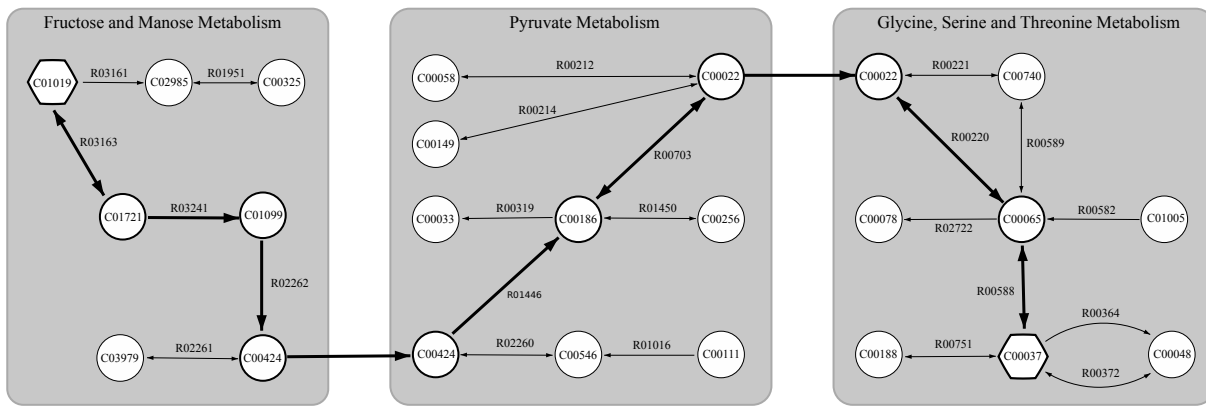 Fructose and Manose Metabolism
C01019
R03161
C02985
R01951
C00325
R03163
C01721
R03241
C01099
R02262
C03979
R02261
C00424
Pyruvate Metabolism
C00058
R00212
C00022
R00214
C00149
R00703
C00033
R00319
C00186
R01450
C00256
R01446
C00424
R02260
C00546
R01016
C00111
Glycine, Serine and Threonine Metabolism
C00022
R00221
C00740
R00220
R00589
C00078
R02722
C00065
R00582
C01005
R00588
R00364
C00188
R00751
C00037
C00048
R00372